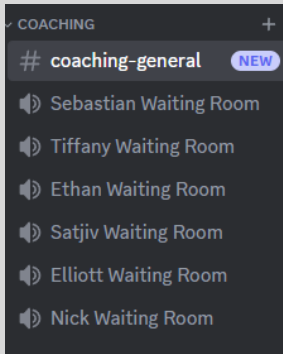 COACHING
# coaching-general NEW
Sebastian Waiting Room
Tiffany Waiting Room
Ethan Waiting Room
Satjiv Waiting Room
Elliott Waiting Room
Nick Waiting Room